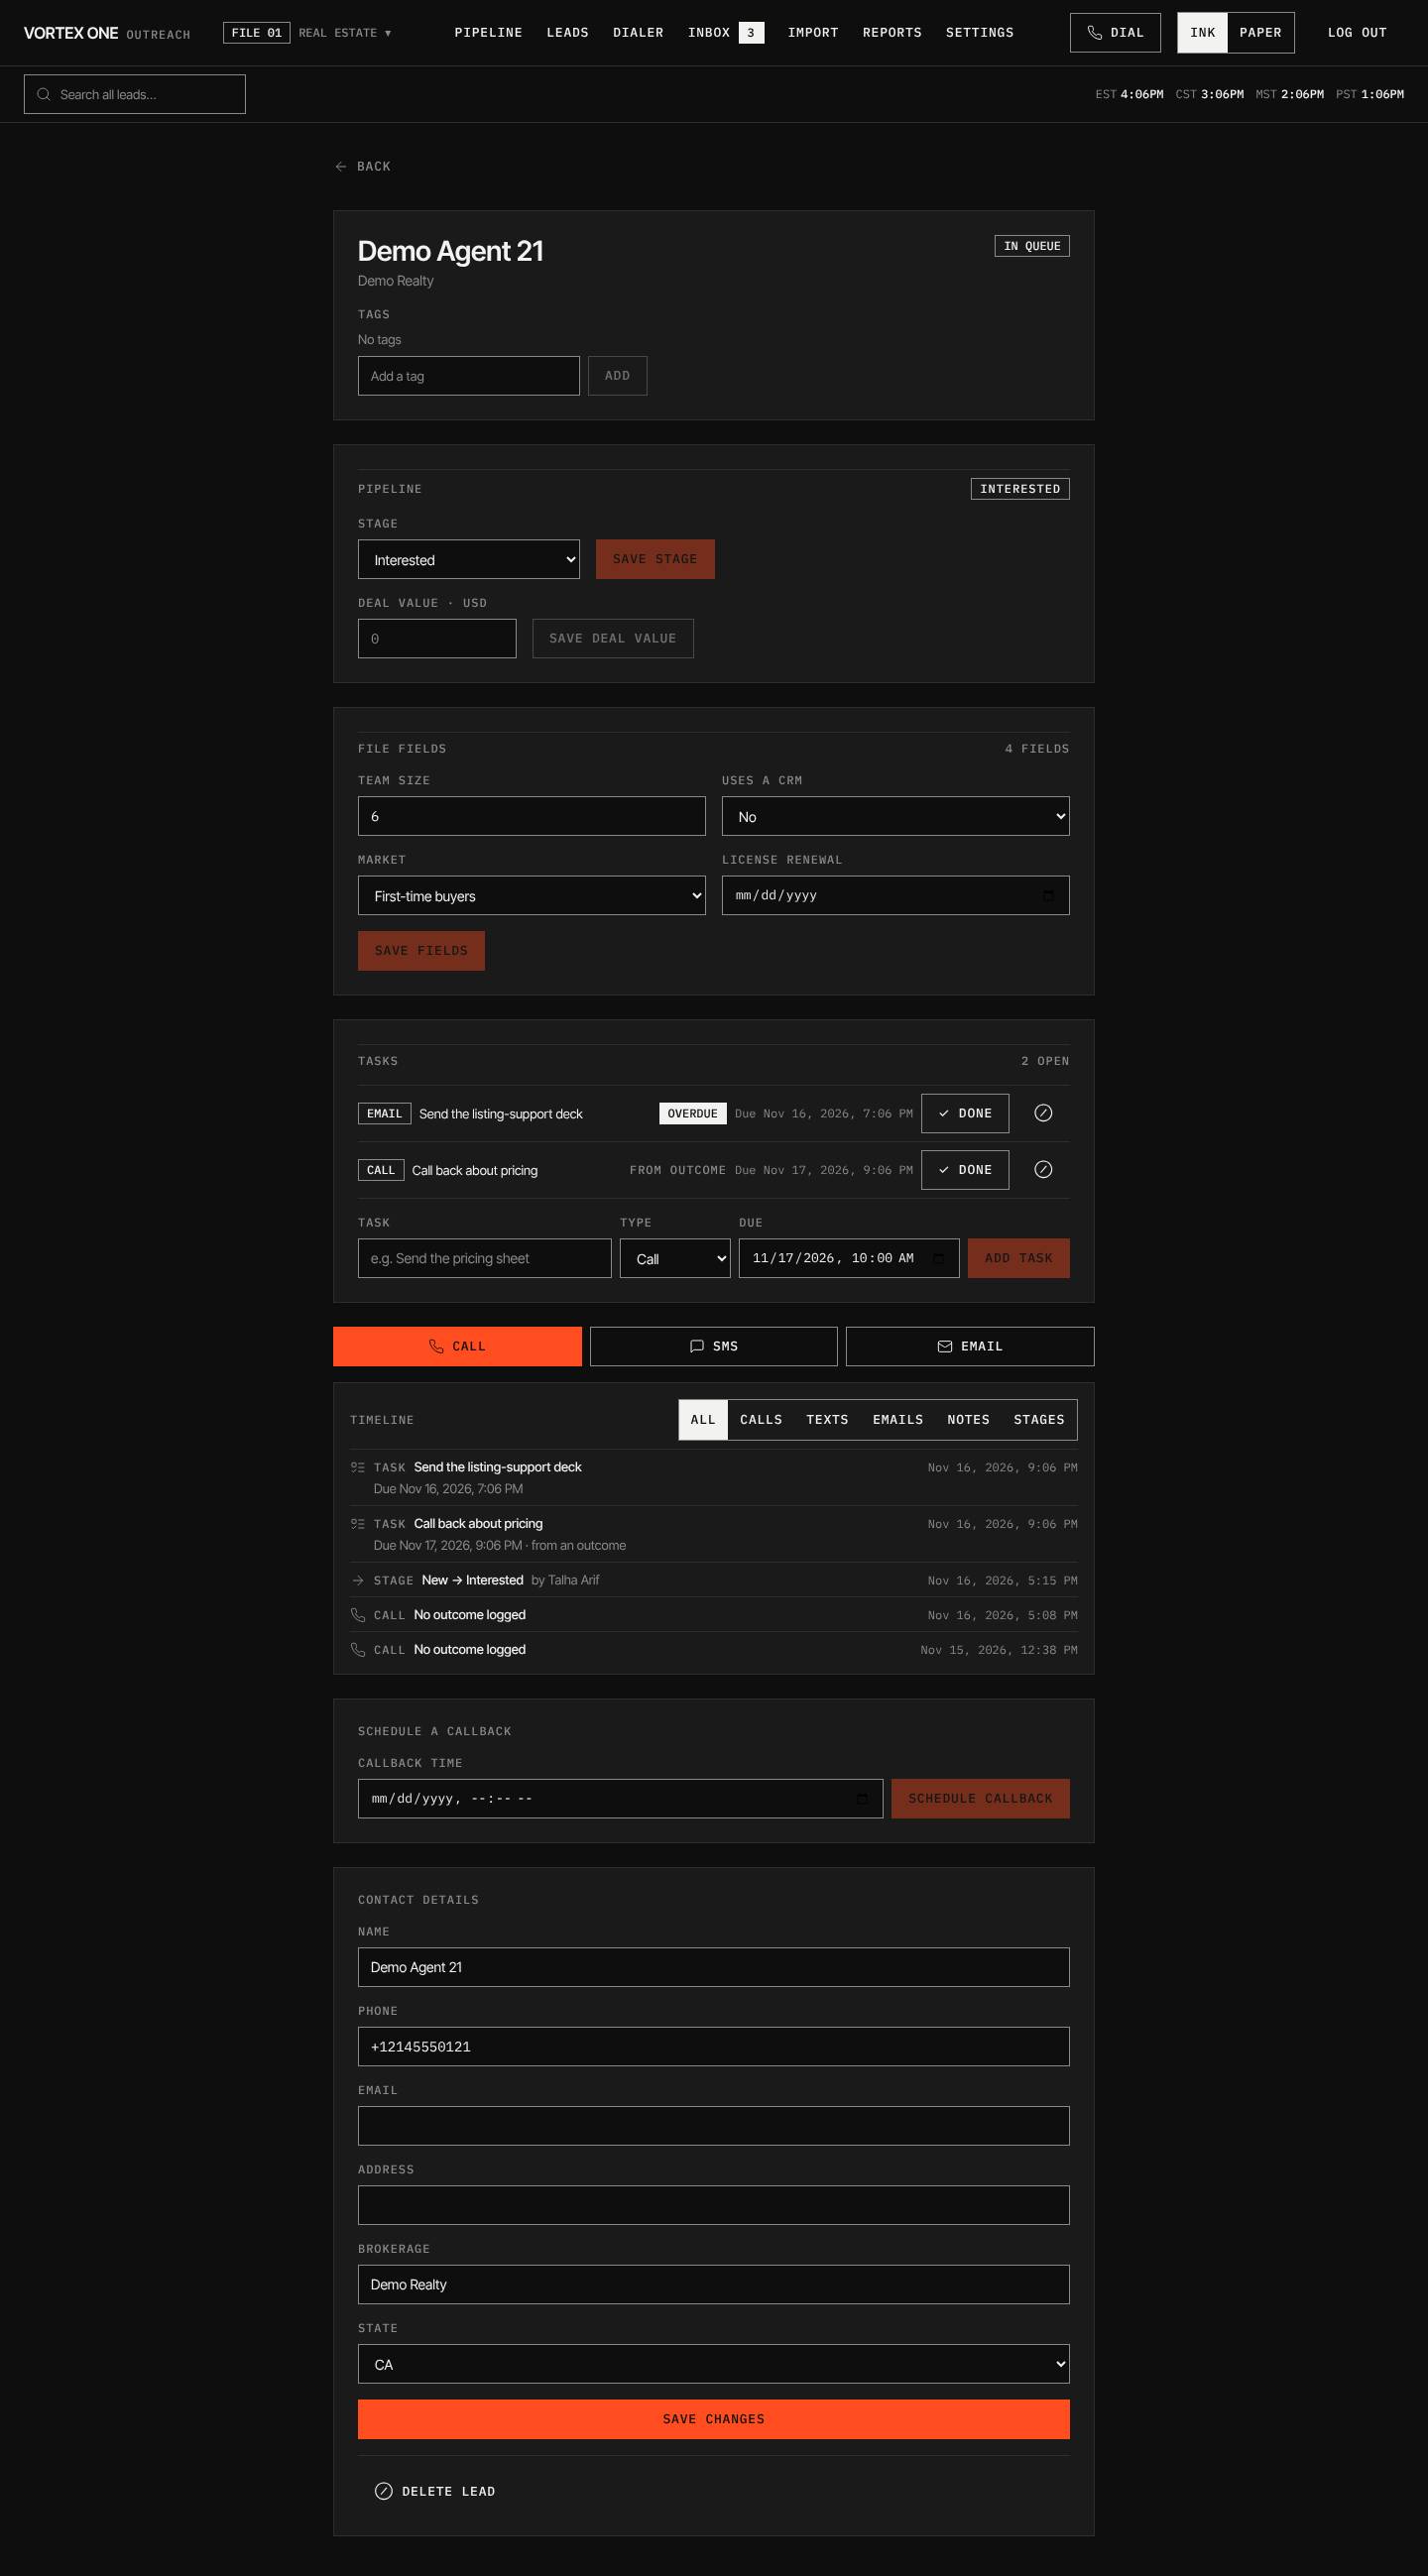 VORTEX ONE OUTREACH FILE 01 REAL ESTATE ▾ PIPELINE LEADS DIALER INBOX 3 IMPORT REPORTS SETTINGS DIAL INK PAPER LOG OUT
Search all leads... EST 4:06PM CST 3:06PM MST 2:06PM PST 1:06PM
← BACK
Demo Agent 21 IN QUEUE
Demo Realty
TAGS
No tags
Add a tag ADD
PIPELINE INTERESTED
STAGE
Interested SAVE STAGE
DEAL VALUE · USD
0 SAVE DEAL VALUE
FILE FIELDS 4 FIELDS
TEAM SIZE USES A CRM
6 No
MARKET LICENSE RENEWAL
First-time buyers mm/dd/yyyy
SAVE FIELDS
TASKS 2 OPEN
EMAIL Send the listing-support deck OVERDUE Due Nov 16, 2026, 7:06 PM ✓ DONE
CALL Call back about pricing FROM OUTCOME Due Nov 17, 2026, 9:06 PM ✓ DONE
TASK TYPE DUE
e.g. Send the pricing sheet Call 11/17/2026, 10:00 AM ADD TASK
CALL SMS EMAIL
TIMELINE ALL CALLS TEXTS EMAILS NOTES STAGES
TASK Send the listing-support deck Nov 16, 2026, 9:06 PM
Due Nov 16, 2026, 7:06 PM
TASK Call back about pricing Nov 16, 2026, 9:06 PM
Due Nov 17, 2026, 9:06 PM · from an outcome
STAGE New → Interested by Talha Arif Nov 16, 2026, 5:15 PM
CALL No outcome logged Nov 16, 2026, 5:08 PM
CALL No outcome logged Nov 15, 2026, 12:38 PM
SCHEDULE A CALLBACK
CALLBACK TIME
mm/dd/yyyy, --:-- -- SCHEDULE CALLBACK
CONTACT DETAILS
NAME
Demo Agent 21
PHONE
+12145550121
EMAIL
ADDRESS
BROKERAGE
Demo Realty
STATE
CA
SAVE CHANGES
DELETE LEAD